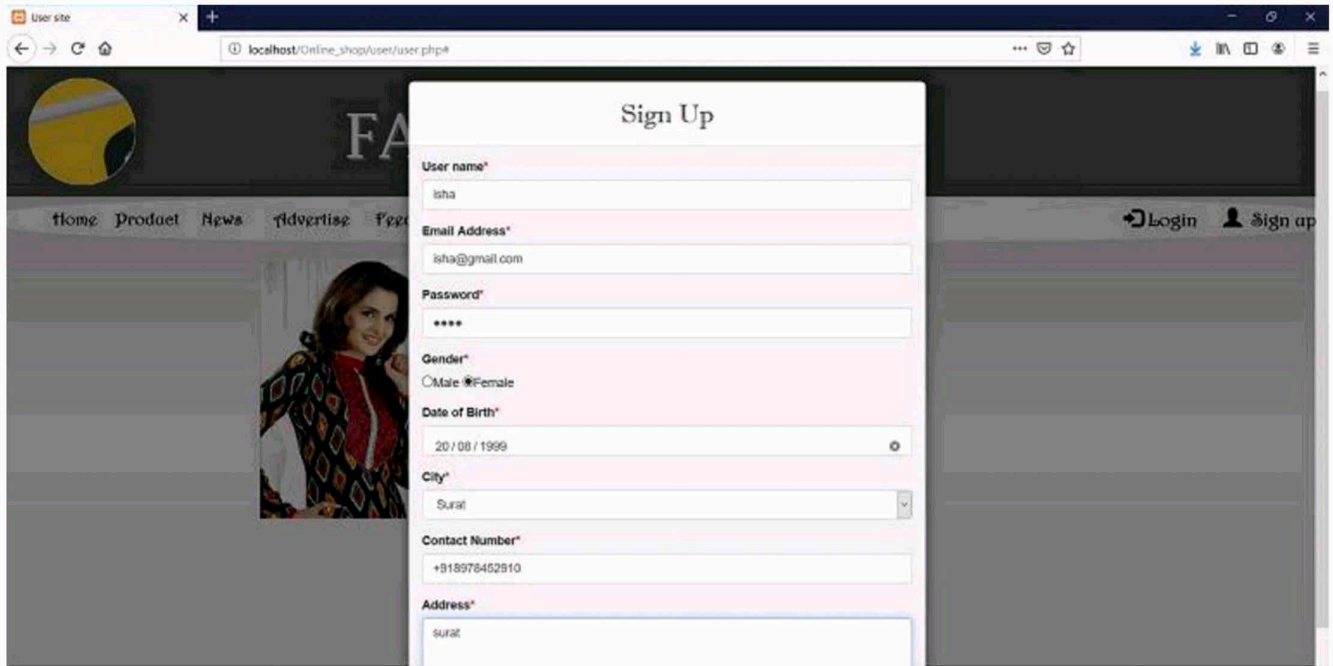 User site
localhost/Online_shop/user/user.php#
FA
Sign Up
User name*
isha
Home Product News Advertise Feed
Login Sign up
Email Address*
isha@gmail.com
Password*
Gender*
Male Female
Date of Birth*
20 / 08 / 1999
City*
Surat
Contact Number*
+918978452910
Address*
surat